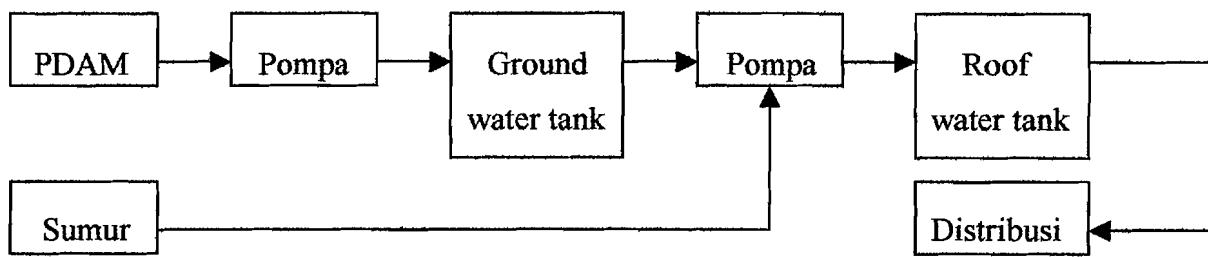 PDAM
Pompa
Ground
water tank
Pompa
Roof
water tank
Sumur
Distribusi